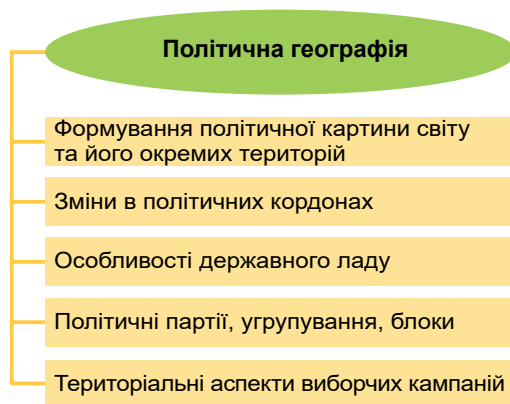 Політична географія
Формування політичної картини світу
та його окремих територій
Зміни в політичних кордонах
Особливості державного ладу
Політичні партії, угрупування, блоки
Територіальні аспекти виборчих кампаній